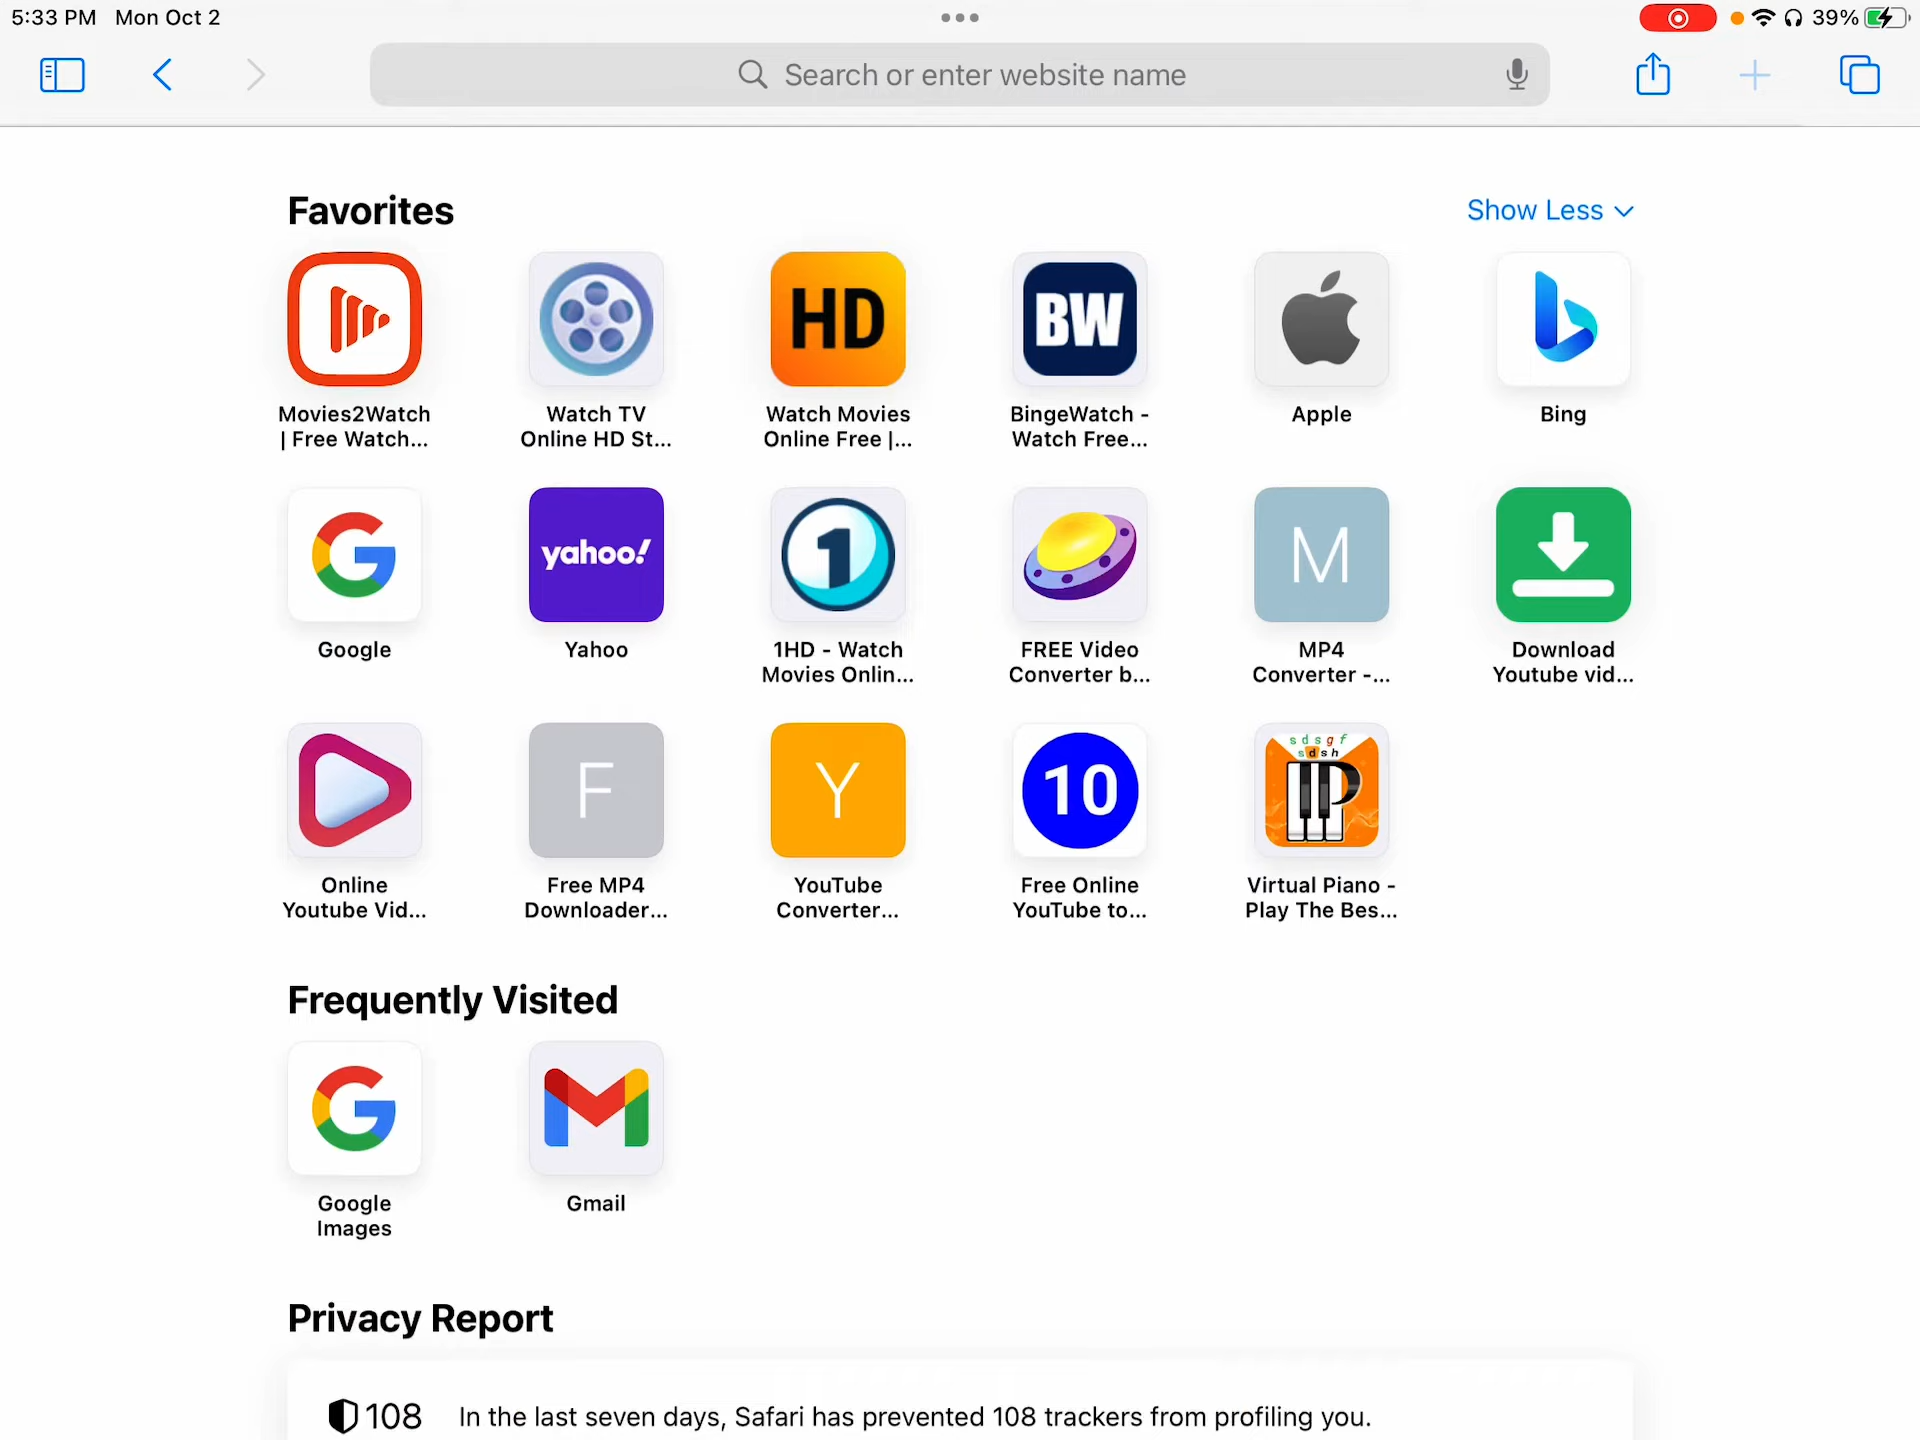 5:33 PM Mon Oct 2
39%
Search or enter website name
Favorites
Show Less
HD
BW
Movies2Watch
| Free Watch...
Watch TV
Online HD St...
Watch Movies
Online Free |...
BingeWatch -
Watch Free...
Apple
Bing
yahoo!
1
M
Google
Yahoo
1HD - Watch
Movies Onlin...
FREE Video
Converter b...
MP4
Converter -...
Download
Youtube vid...
F
Y
10
s d s g f
s d s h
Online
Youtube Vid...
Free MP4
Downloader...
YouTube
Converter...
Free Online
YouTube to...
Virtual Piano -
Play The Bes...
Frequently Visited
Google
Images
Gmail
Privacy Report
108 In the last seven days, Safari has prevented 108 trackers from profiling you.